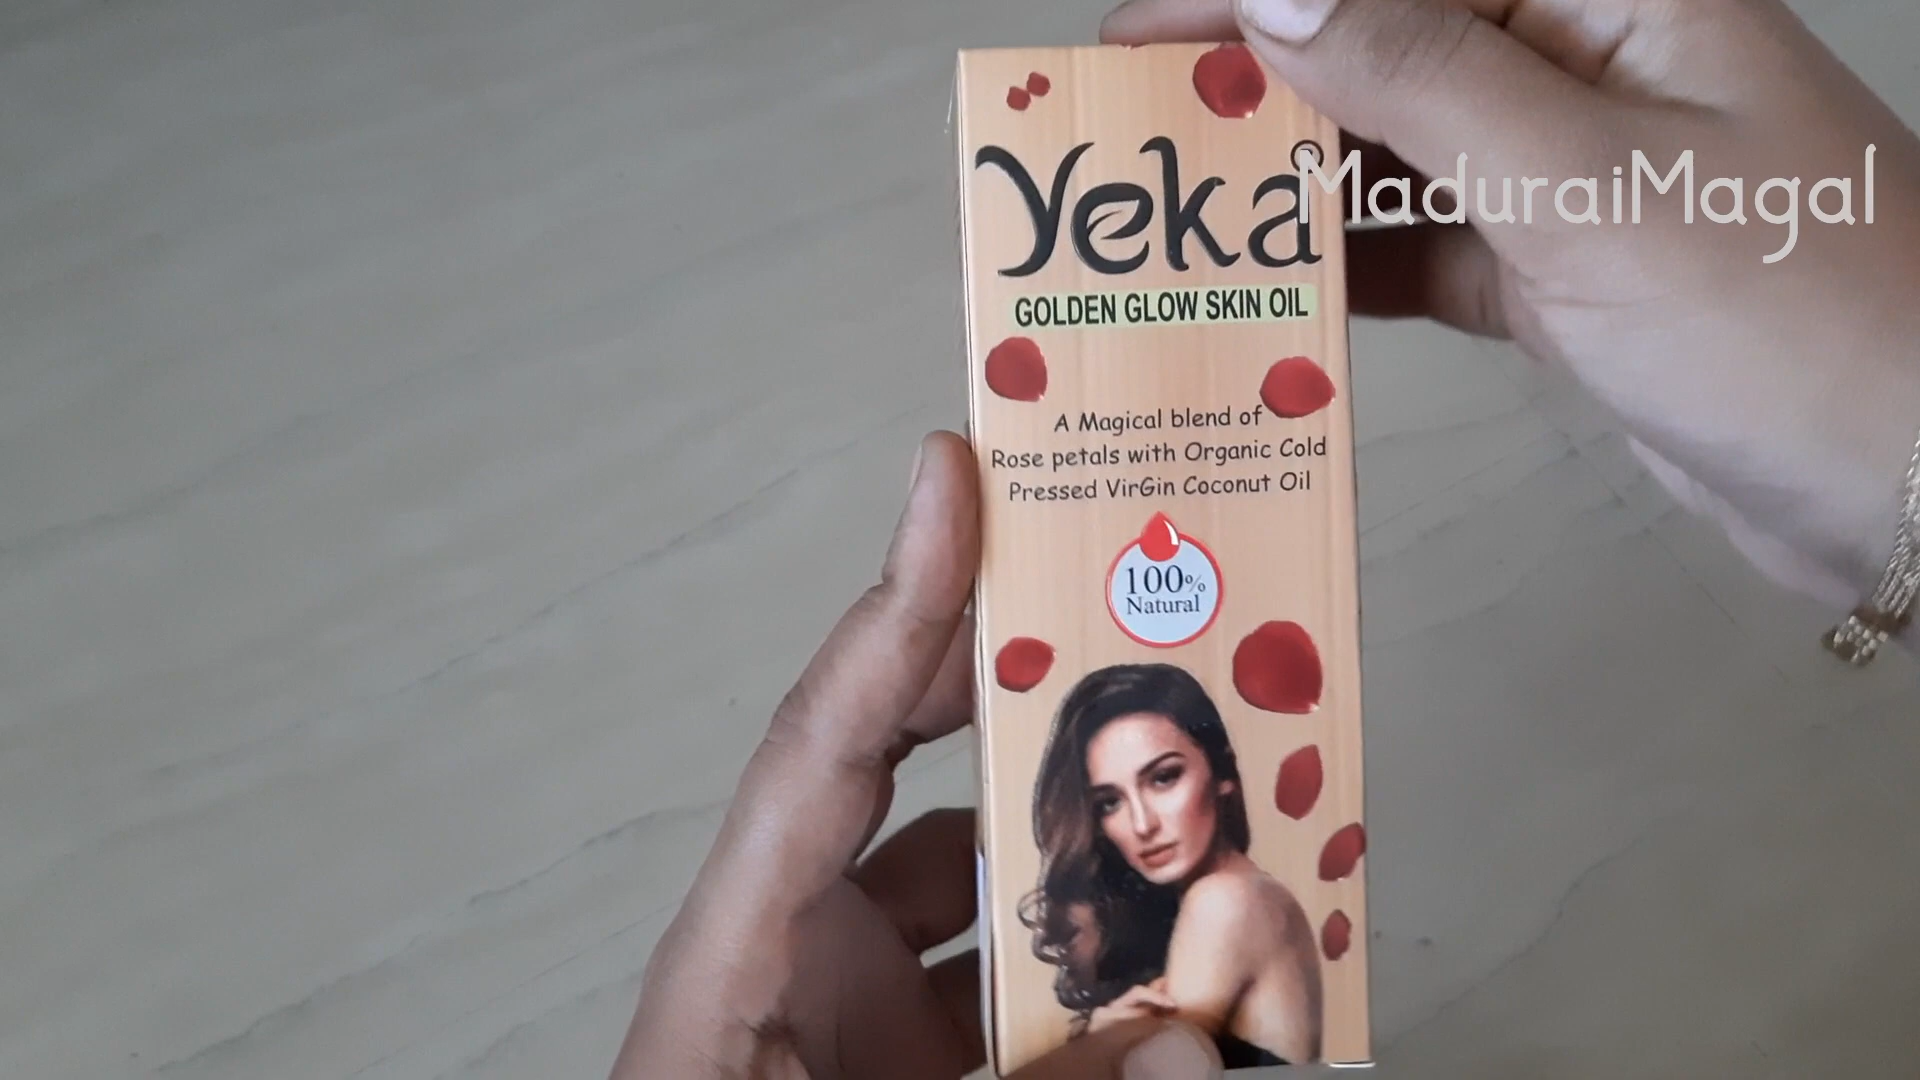 Yeka®
MaduraiMagal
GOLDEN GLOW SKIN OIL
A Magical blend of
Rose petals with Organic Cold
Pressed VirGin Coconut Oil
100%
Natural